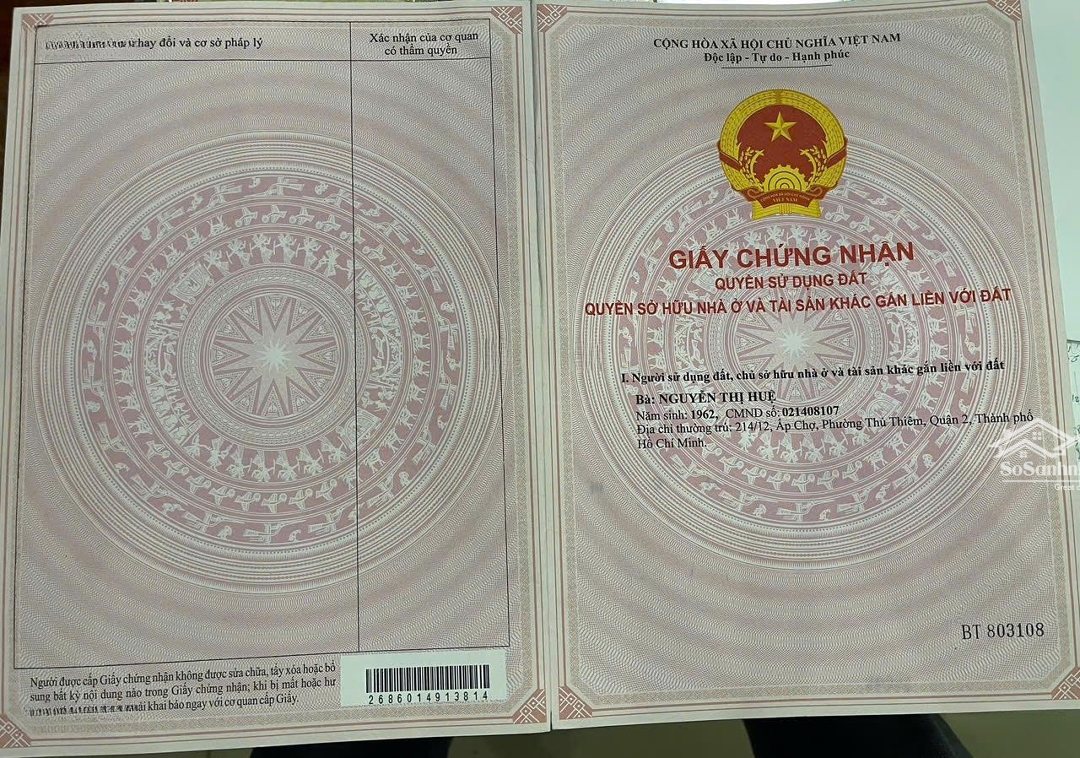 hay đổi và cơ sở pháp lý
Xác nhận của cơ quan
có thẩm quyền
Người được cấp Giấy chứng nhận không được sửa chữa, tẩy xóa hoặc bổ
sung bất kỳ nội dung nào trong Giấy chứng nhận; khi bị mất hoặc hư
khai báo ngay với cơ quan cấp Giấy.
2686014913814
CỘNG HÒA XÃ HỘI CHỦ NGHĨA VIỆT NAM
Độc lập - Tự do - Hạnh phúc
VIỆT NAM
GIẤY CHỨNG NHẬN
QUYỀN SỬ DỤNG ĐẤT
QUYỀN SỞ HỮU NHÀ Ở VÀ TÀI SẢN KHÁC GẮN LIỀN VỚI ĐẤT
I. Người sử dụng đất, chủ sở hữu nhà ở và tài sản khác gắn liền với đất
Bà: NGUYỄN THỊ HUỆ
Năm sinh: 1962, CMND số: 021408107
Địa chỉ thường trú: 214/12, Ấp Chợ, Phường Thủ Thiêm, Quận 2, Thành phố
Hồ Chí Minh.
SoSanhn
BT 803108